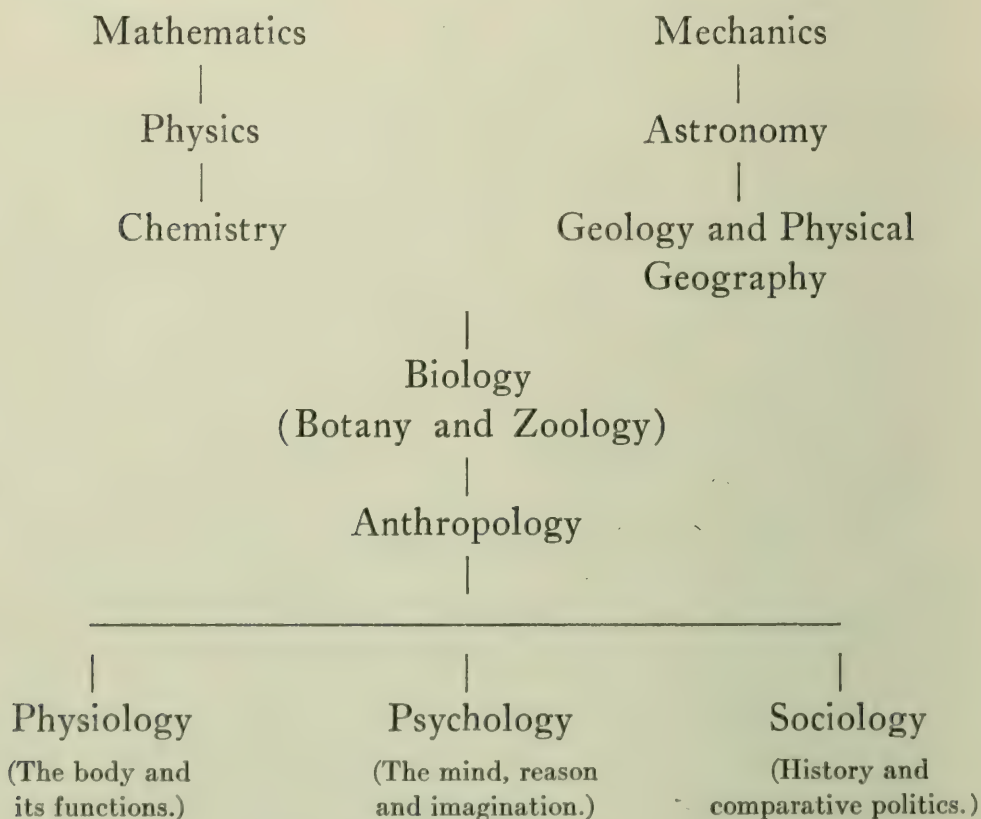 Mathematics
Mechanics
Physics
Astronomy
Chemistry
Geology and Physical
Geography
Biology
(Botany and Zoology)
Anthropology
Physiology
Psychology
Sociology
(The body and
its functions.)
(The mind, reason
and imagination.)
(History and
comparative politics.)